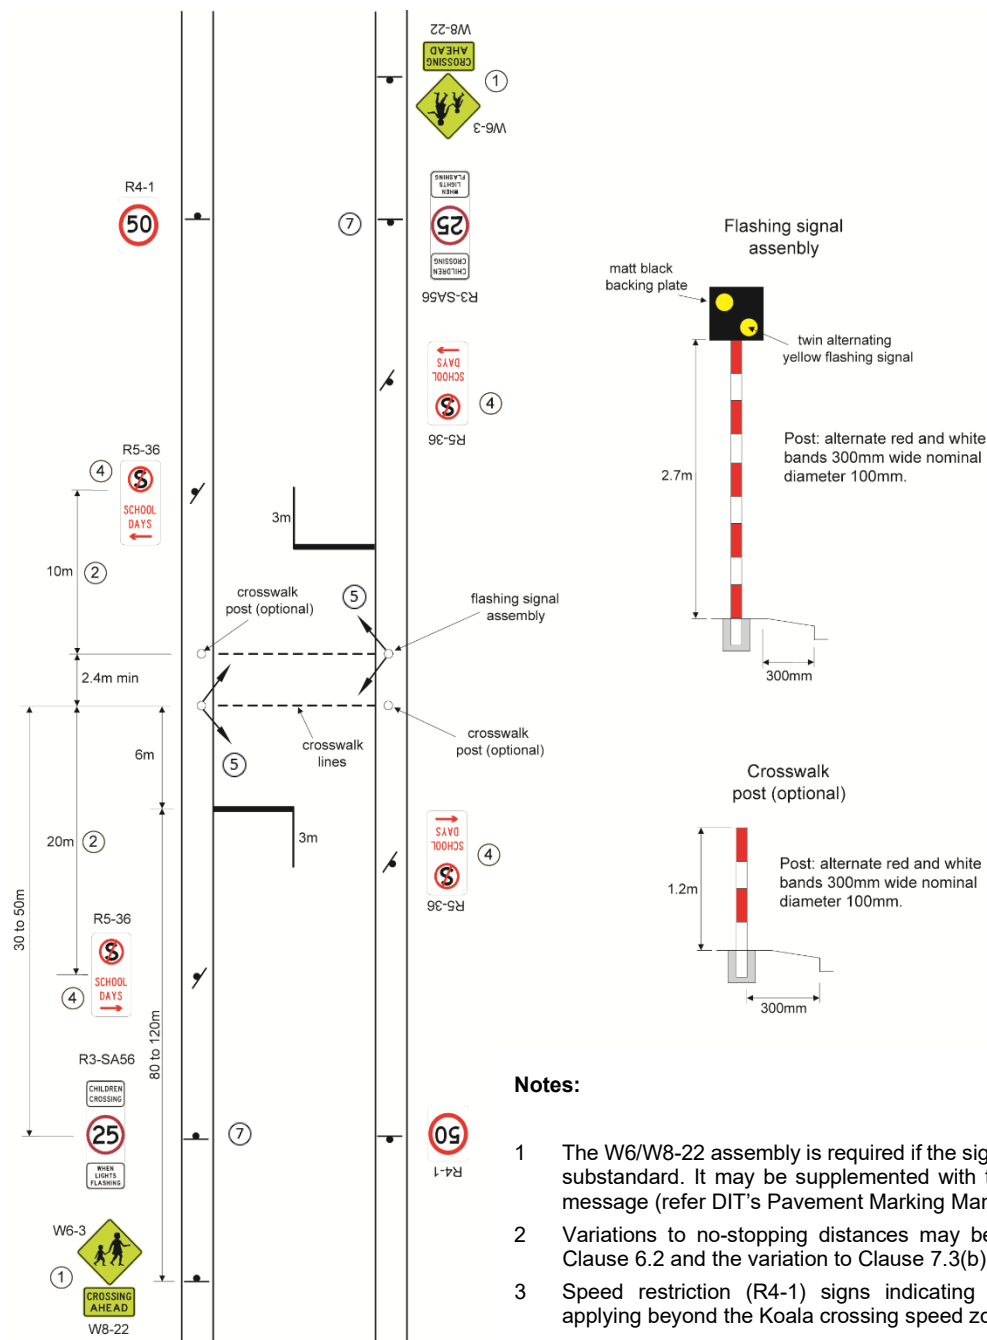 W8-22
CROSSING
AHEAD
1
W6-3
R4-1
50
WHEN
LIGHTS
FLASHING
25
CHILDREN
CROSSING
R3-SA56
7
Flashing signal
assenbly
matt black
backing plate
twin alternating
yellow flashing signal
2.7m
Post: alternate red and white
bands 300mm wide nominal
diameter 100mm.
300mm
SCHOOL
DAYS
S
4
R5-36
R5-36
4
S
SCHOOL
DAYS
3m
10m
2
crosswalk
post (optional)
5
flashing signal
assembly
2.4m min
6m
5
crosswalk
lines
crosswalk
post (optional)
Crosswalk
post (optional)
1.2m
Post: alternate red and white
bands 300mm wide nominal
diameter 100mm.
300mm
20m
2
3m
30 to 50m
80 to 120m
SCHOOL
DAYS
S
4
R5-36
R5-36
S
SCHOOL
DAYS
4
R3-SA56
CHILDREN
CROSSING
25
WHEN
LIGHTS
FLASHING
7
50
R4-1
W6-3
1
CROSSING
AHEAD
W8-22
Notes:
1 The W6/W8-22 assembly is required if the sig
substandard. It may be supplemented with t
message (refer DIT's Pavement Marking Mar
2 Variations to no-stopping distances may be
Clause 6.2 and the variation to Clause 7.3(b)
3 Speed restriction (R4-1) signs indicating
applying beyond the Koala crossing speed zo